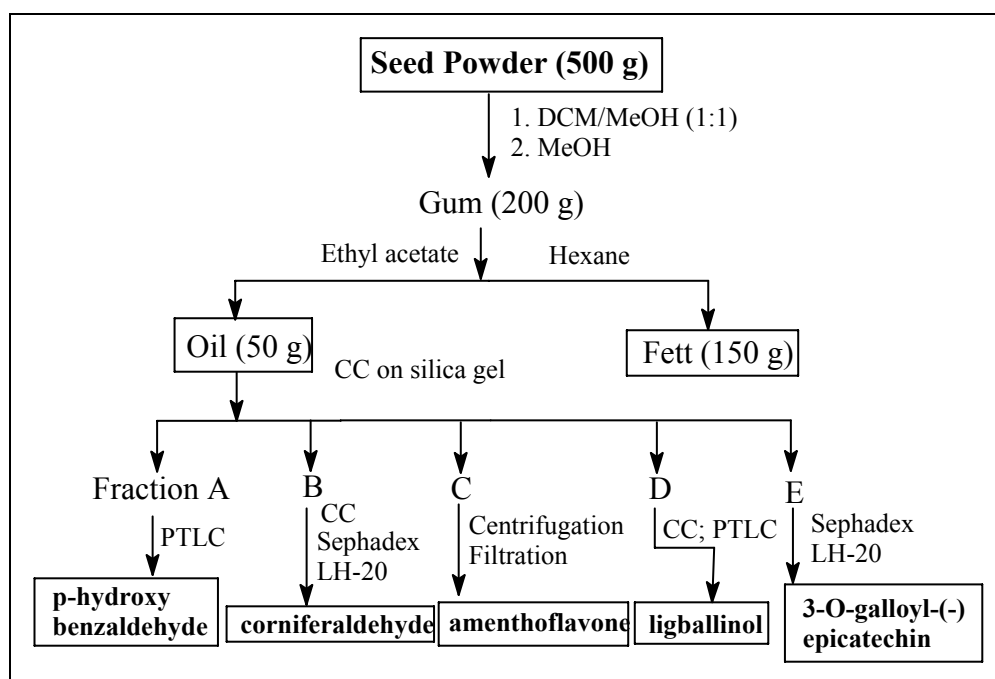 Seed Powder (500 g)
1. DCM/MeOH (1:1)
2. MeOH
Gum (200 g)
Ethyl acetate
Hexane
Oil (50 g)
Fett (150 g)
CC on silica gel
Fraction A
B
C
D
E
PTLC
CC
Sephadex
LH-20
Centrifugation
Filtration
CC; PTLC
Sephadex
LH-20
p-hydroxy
benzaldehyde
corniferaldehyde
amenthoflavone
ligballinol
3-O-galloyl-(-)
epicatechin